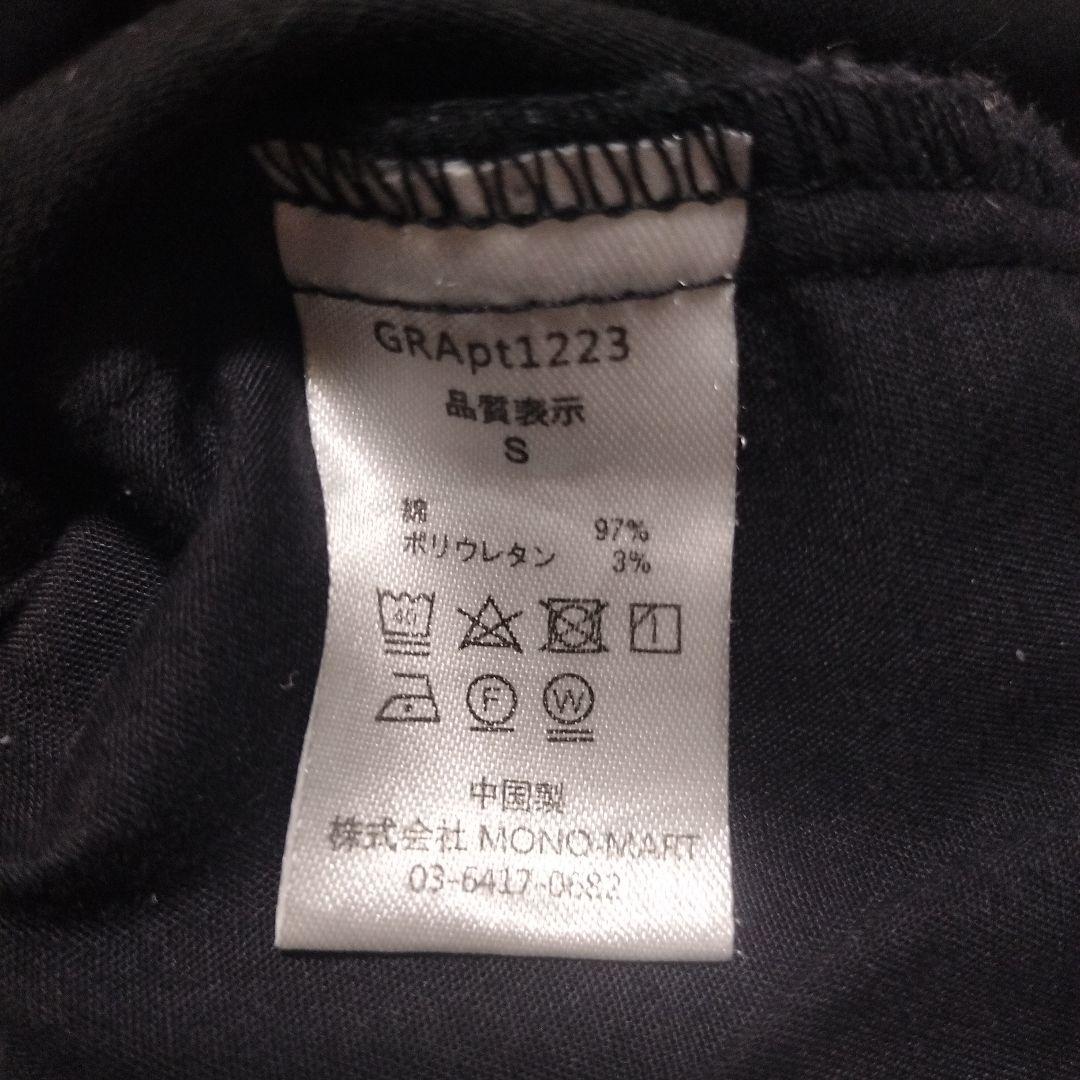 GRApt1223
品質表示
S
綿 97%
ポリウレタン 3%
40
F W
中国製
株式会社 MONO-MART
03-6417-0682